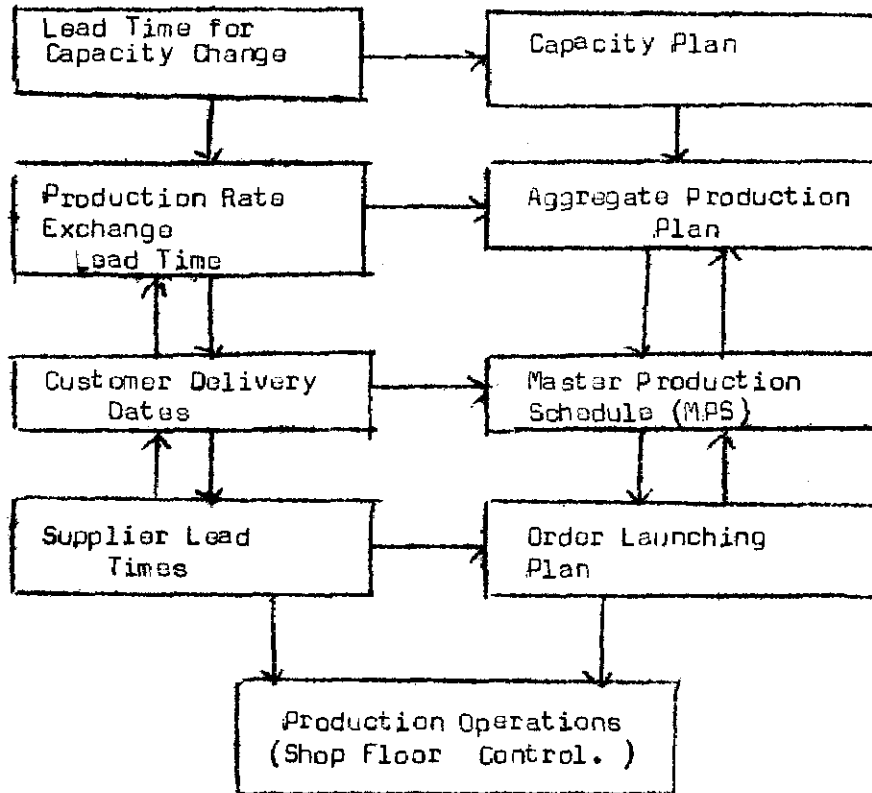 Lead Time for
Capacity Change
Capacity Plan
Production Rate
Exchange
Lead Time
Aggregate Production
Plan
Customer Delivery
Dates
Master Production
Schedule (MPS)
Supplier Lead
Times
Order Launching
Plan
Production Operations
(Shop Floor Control. )